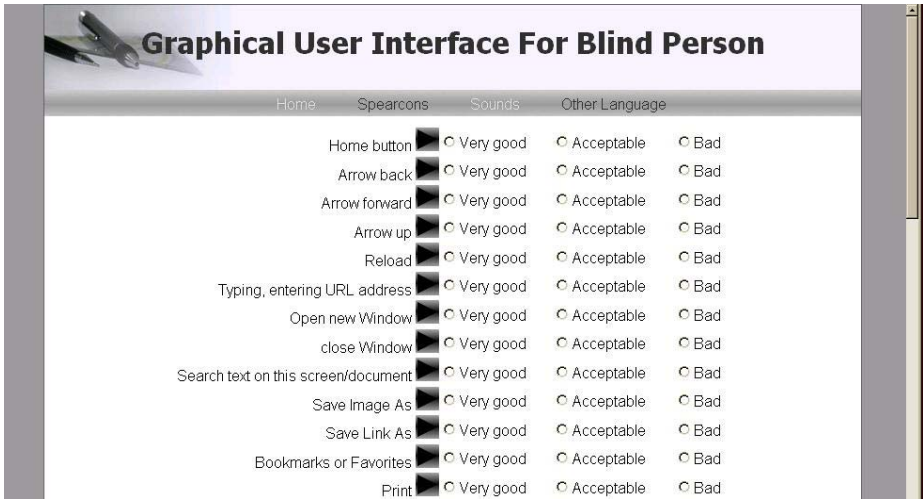 Graphical User Interface For Blind Person
Home Spearcons Sounds Other Language
Home button Very good Acceptable Bad
Arrow back Very good Acceptable Bad
Arrow forward Very good Acceptable Bad
Arrow up Very good Acceptable Bad
Reload Very good Acceptable Bad
Typing, entering URL address Very good Acceptable Bad
Open new Window Very good Acceptable Bad
close Window Very good Acceptable Bad
Search text on this screen/document Very good Acceptable Bad
Save Image As Very good Acceptable Bad
Save Link As Very good Acceptable Bad
Bookmarks or Favorites Very good Acceptable Bad
Print Very good Acceptable Bad